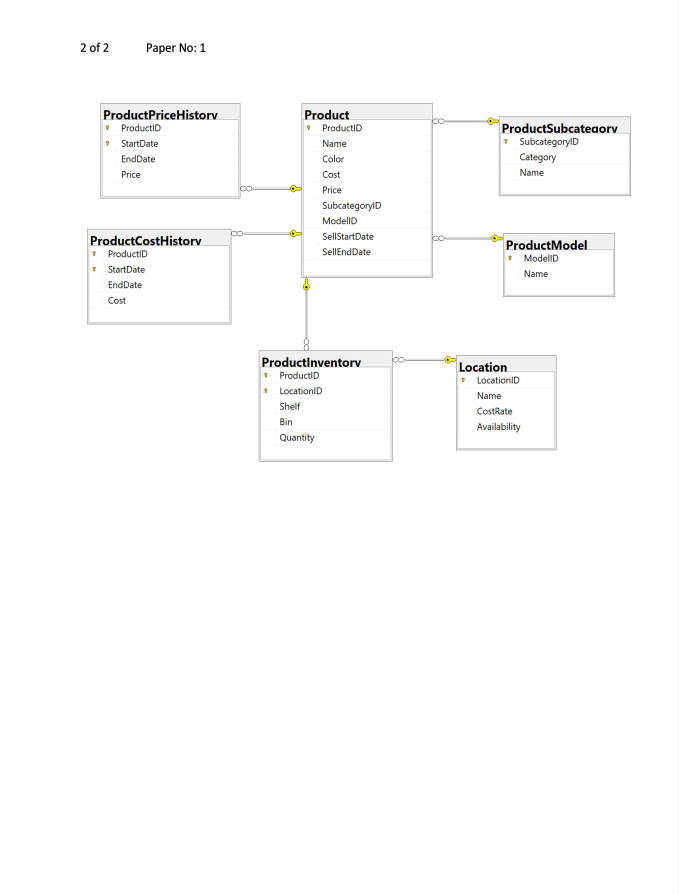 2 of 2 Paper No: 1
ProductPriceHistory
ProductID
StartDate
EndDate
Price
Product
ProductID
Name
Color
Cost
Price
SubcategoryID
ModelID
SellStartDate
SellEndDate
ProductSubcategory
SubcategoryID
Category
Name
ProductCostHistory
ProductID
StartDate
EndDate
Cost
ProductModel
ModelID
Name
ProductInventory
ProductID
LocationID
Shelf
Bin
Quantity
Location
LocationID
Name
CostRate
Availability